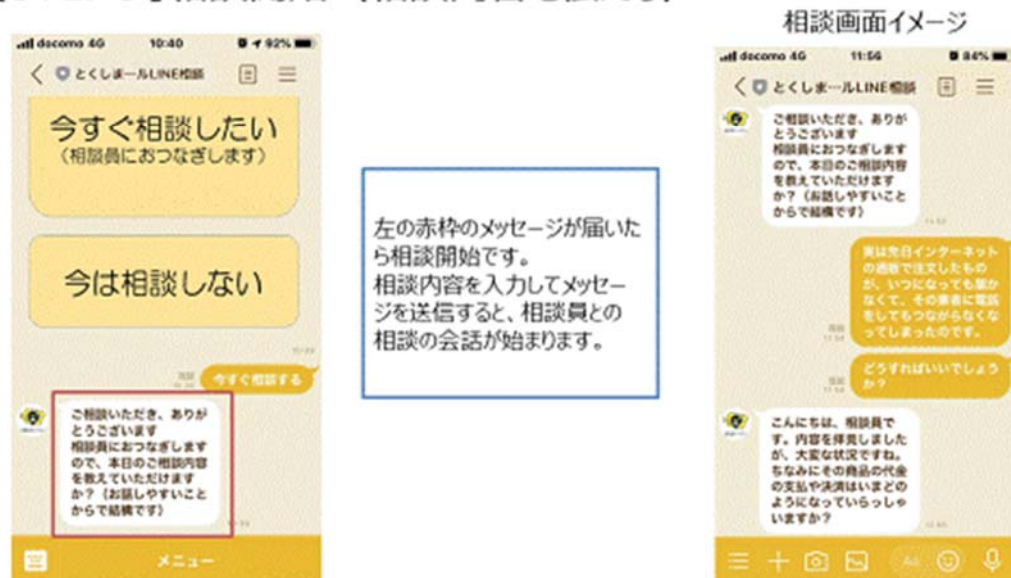 相談画面イメージ
docomo 4G
10:40
92%
とくしま―ルLINE相談
今すぐ相談したい
(相談員におつなぎします)
今は相談しない
今すぐ相談する
ご相談いただき、ありが
とうございます
相談員におつなぎします
ので、本日のご相談内容
を教えていただけます
か?(お話しやすいこと
からで結構です)
メニュー
左の赤枠のメッセージが届いた
ら相談開始です。
相談内容を入力してメッセー
ジを送信すると、相談員との
相談の会話が始まります。
docomo 4G
11:56
84%
とくしま―ルLINE相談
ご相談いただき、ありが
とうございます
相談員におつなぎします
ので、本日のご相談内容
を教えていただけます
か?(お話しやすいこと
からで結構です)
実は先日インターネット
の通販で注文したもの
が、いつになっても届か
なくて、その業者に電話
をしてもつながらなくな
ってしまったのです。
どうすればいいでしょう
か?
こんにちは、相談員で
す。内容を拝見しました
が、大変な状況ですね。
ちなみにその商品の代金
の支払や決済はいまどの
ようになっていらっしゃ
いますか?
Aa